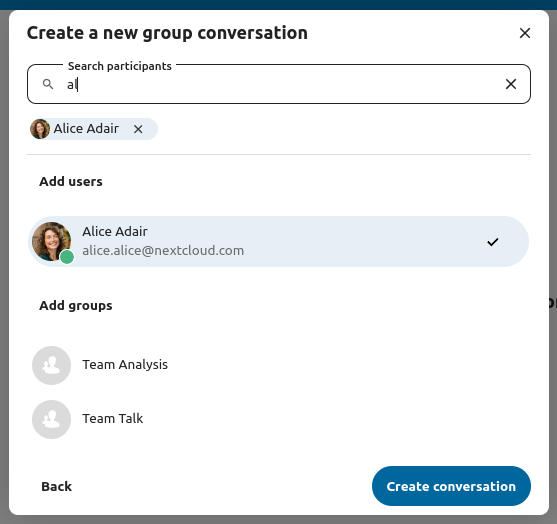 Create a new group conversation
Search participants
al
Alice Adair
Add users
Alice Adair
alice.alice@nextcloud.com
Add groups
Team Analysis
Team Talk
Back
Create conversation